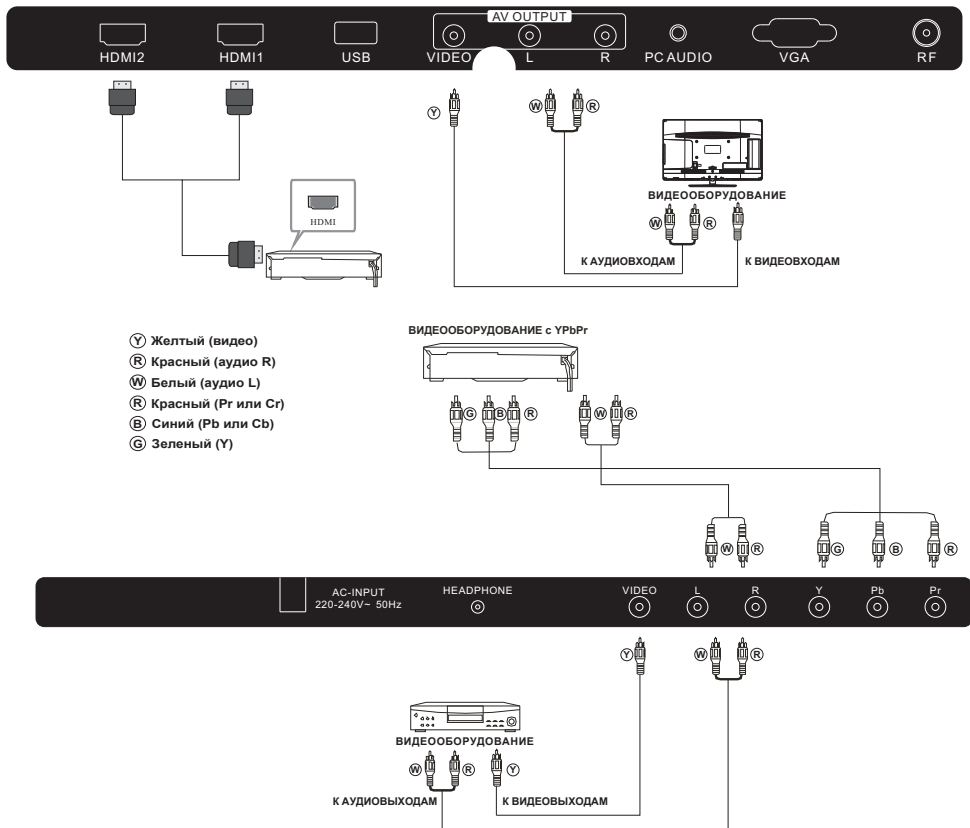 AV OUTPUT
HDMI2 HDMI1 USB VIDEO L R PC AUDIO VGA RF
Y W R
HDMI
ВИДЕООБОРУДОВАНИЕ
W R
К АУДИОВХОДАМ К ВИДЕОВХОДАМ
ВИДЕООБОРУДОВАНИЕ с YPbPr
Y Желтый (видео)
R Красный (аудио R)
W Белый (аудио L)
R Красный (Pr или Cr)
B Синий (Pb или Cb)
G Зеленый (Y)
G B R W R
W R G B R
AC-INPUT
220-240V~ 50Hz
HEADPHONE
VIDEO L R Y Pb Pr
Y W R
ВИДЕООБОРУДОВАНИЕ
W R Y
К АУДИОВЫХОДАМ К ВИДЕОВЫХОДАМ